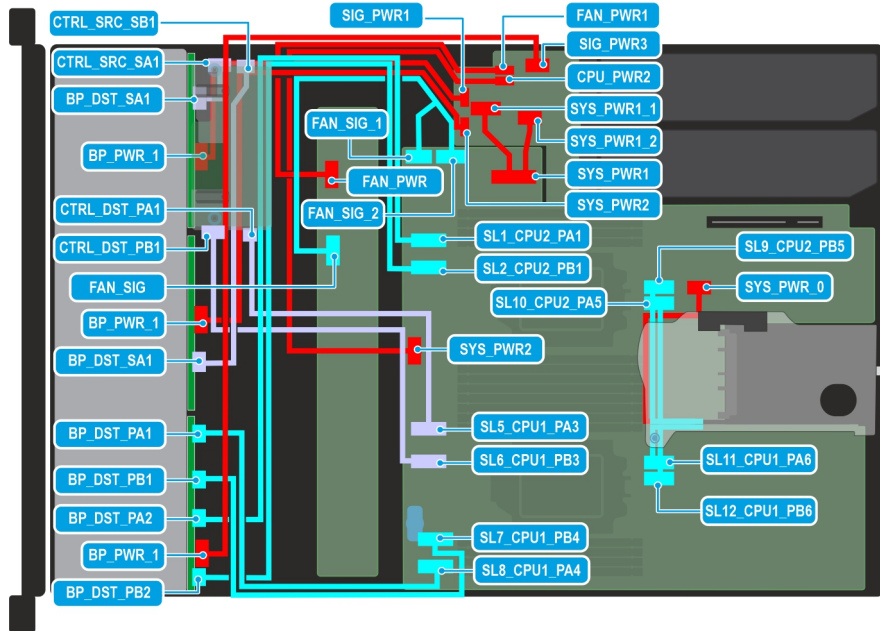 CTRL_SRC_SB1
SIG_PWR1
FAN_PWR1
SIG_PWR3
CTRL_SRC_SA1
CPU_PWR2
BP_DST_SA1
SYS_PWR1_1
FAN_SIG_1
SYS_PWR1_2
BP_PWR_1
FAN_PWR
SYS_PWR1
CTRL_DST_PA1
FAN_SIG_2
SYS_PWR2
CTRL_DST_PB1
SL1_CPU2_PA1
SL9_CPU2_PB5
SL2_CPU2_PB1
FAN_SIG
SYS_PWR_0
SL10_CPU2_PA5
BP_PWR_1
SYS_PWR2
BP_DST_SA1
BP_DST_PA1
SL5_CPU1_PA3
SL6_CPU1_PB3
SL11_CPU1_PA6
BP_DST_PB1
SL12_CPU1_PB6
BP_DST_PA2
SL7_CPU1_PB4
BP_PWR_1
SL8_CPU1_PA4
BP_DST_PB2